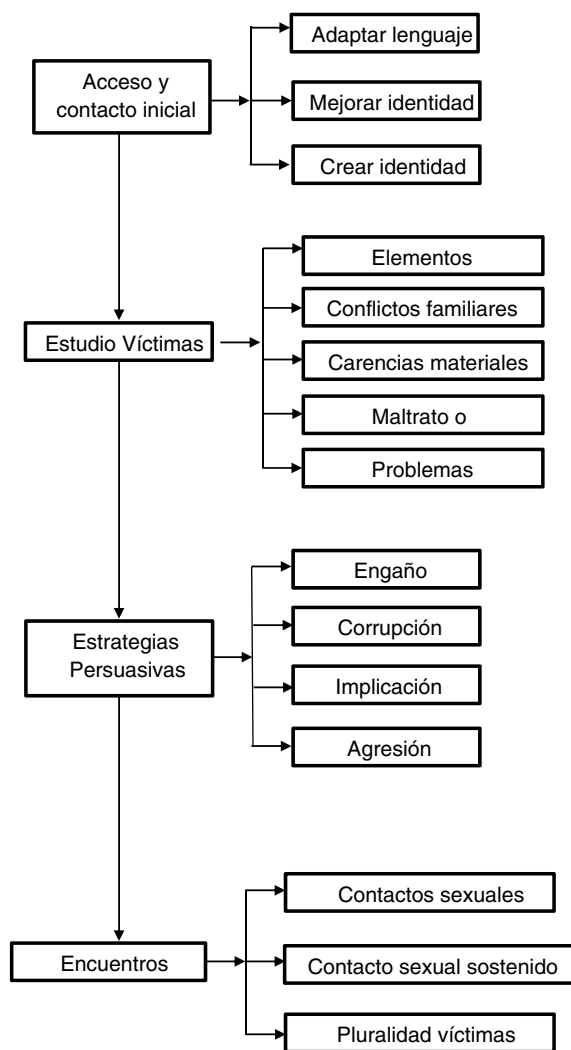 Acceso y
contacto inicial
Adaptar lenguaje
Mejorar identidad
Crear identidad
Estudio Víctimas
Elementos
Conflictos familiares
Carencias materiales
Maltrato o
Problemas
Estrategias
Persuasivas
Engaño
Corrupción
Implicación
Agresión
Encuentros
Contactos sexuales
Contacto sexual sostenido
Pluralidad víctimas